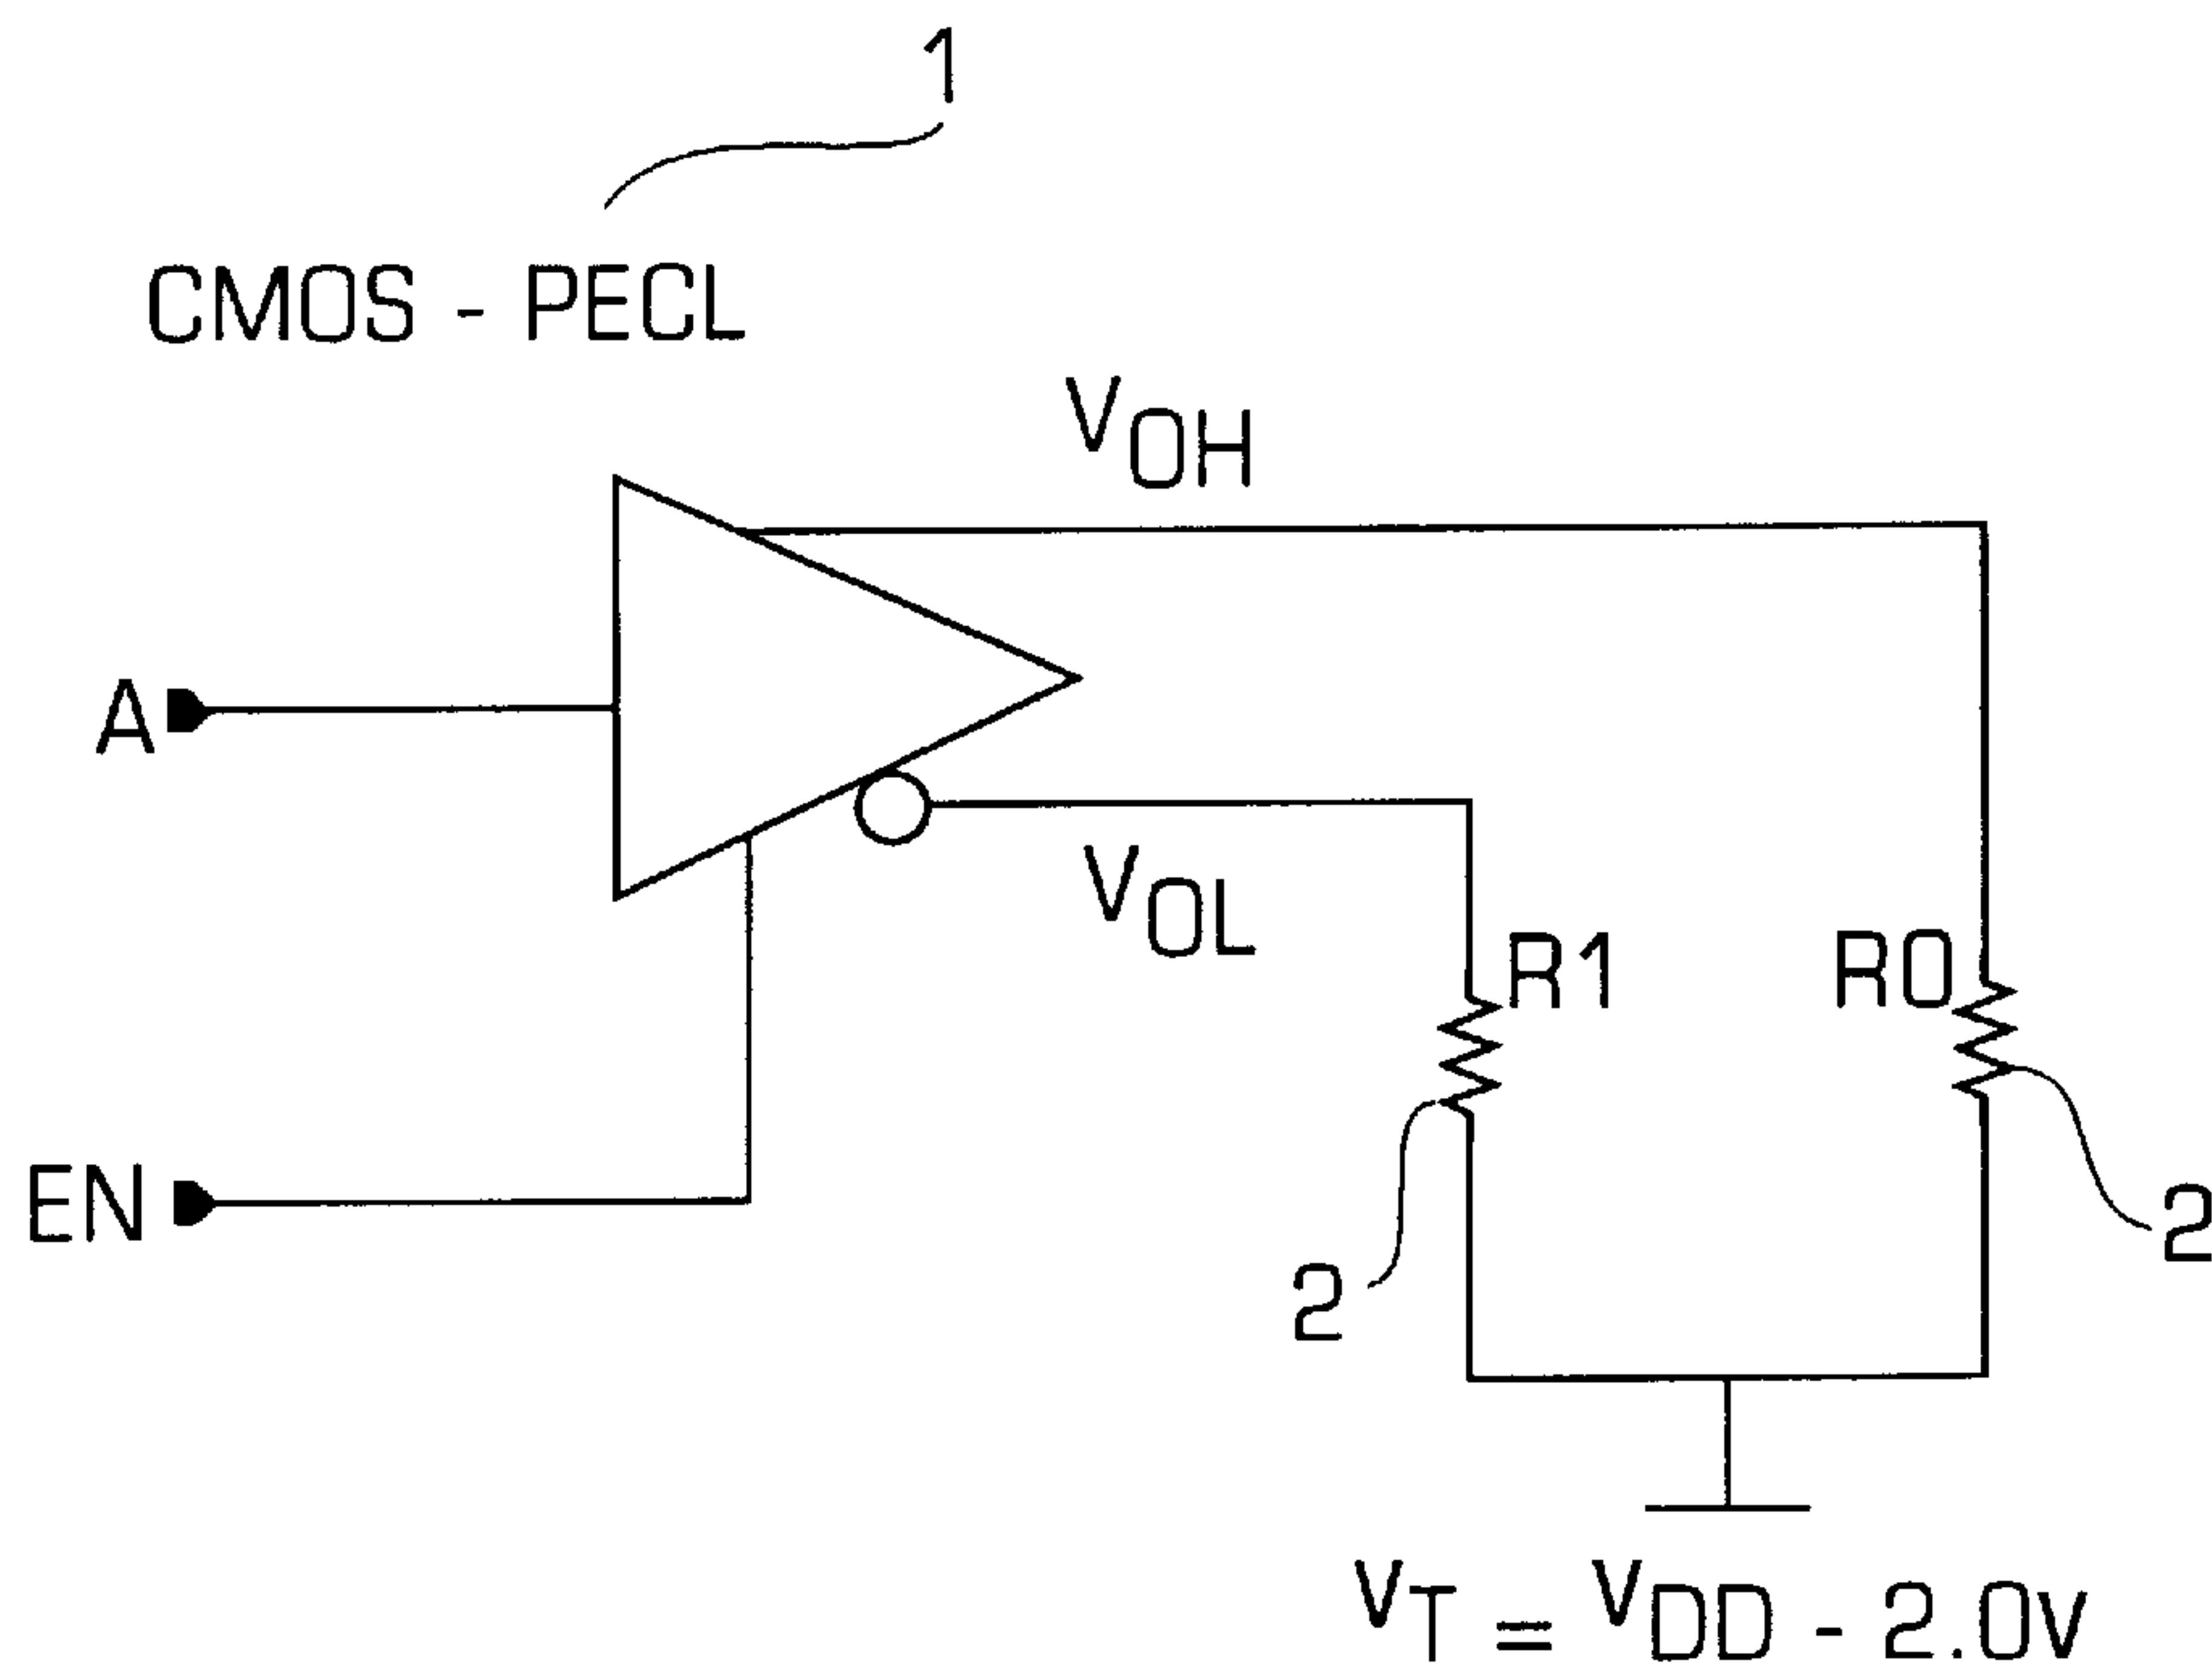 1
CMOS - PECL
VOH
A
VOL
R1
R0
EN
2
2
VT = VDD - 2.0V